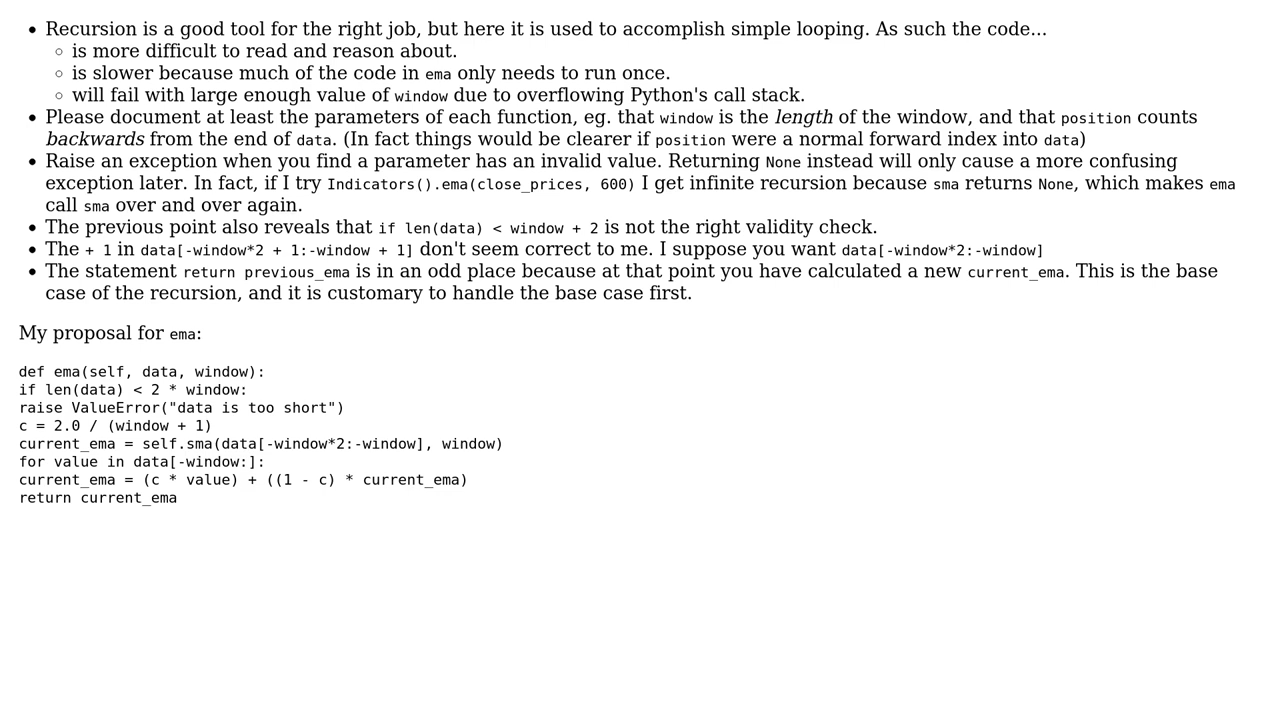 Recursion is a good tool for the right job, but here it is used to accomplish simple looping. As such the code...
is more difficult to read and reason about.
is slower because much of the code in ema only needs to run once.
will fail with large enough value of window due to overflowing Python's call stack.
Please document at least the parameters of each function, eg. that window is the length of the window, and that position counts
backwards from the end of data. (In fact things would be clearer if position were a normal forward index into data)
Raise an exception when you find a parameter has an invalid value. Returning None instead will only cause a more confusing
exception later. In fact, if I try Indicators().ema(close_prices, 600) I get infinite recursion because sma returns None, which makes ema
call sma over and over again.
The previous point also reveals that if len(data) < window + 2 is not the right validity check.
The + 1 in data[-window*2 + 1:-window + 1] don't seem correct to me. I suppose you want data[-window*2:-window]
The statement return previous_ema is in an odd place because at that point you have calculated a new current_ema. This is the base
case of the recursion, and it is customary to handle the base case first.
My proposal for ema:
def ema(self, data, window):
if len(data) < 2 * window:
raise ValueError("data is too short")
c = 2.0 / (window + 1)
current_ema = self.sma(data[-window*2:-window], window)
for value in data[-window:]:
current_ema = (c * value) + ((1 - c) * current_ema)
return current_ema